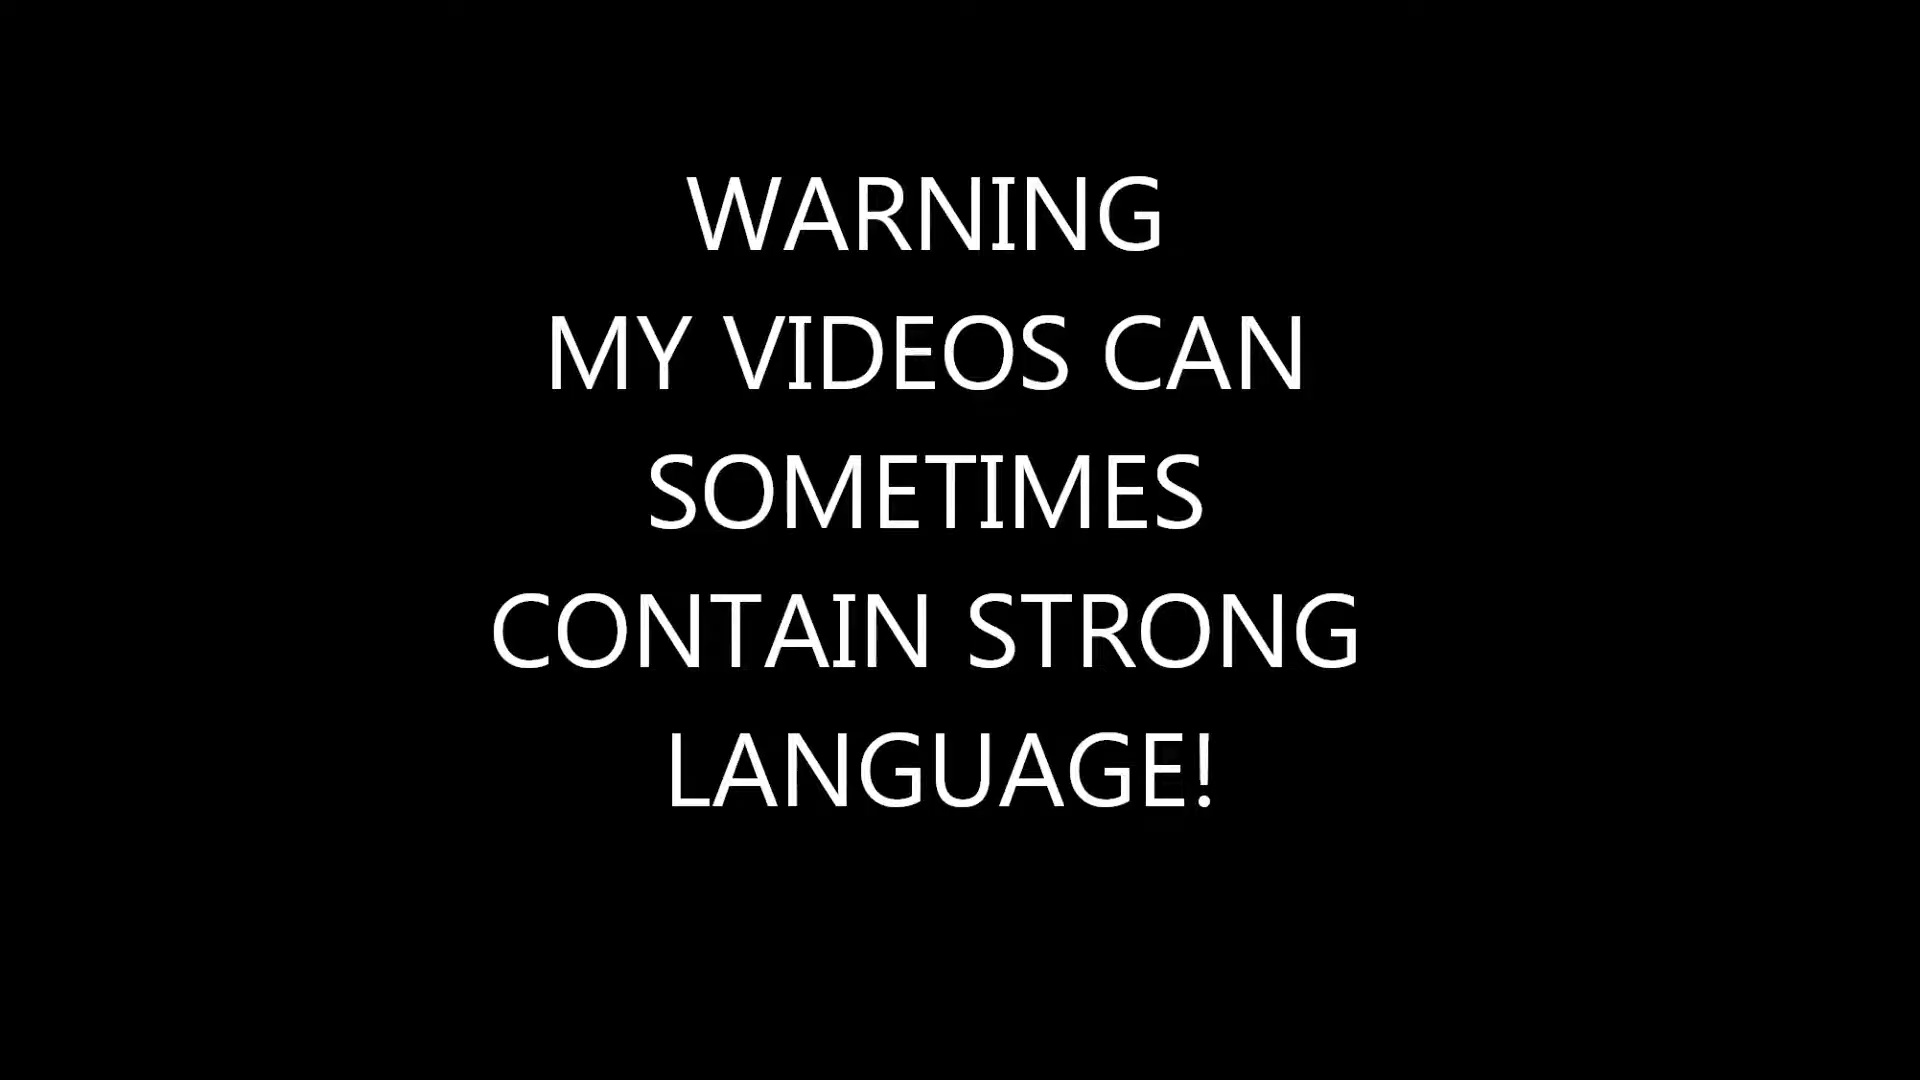 WARNING
MY VIDEOS CAN
SOMETIMES
CONTAIN STRONG
LANGUAGE!